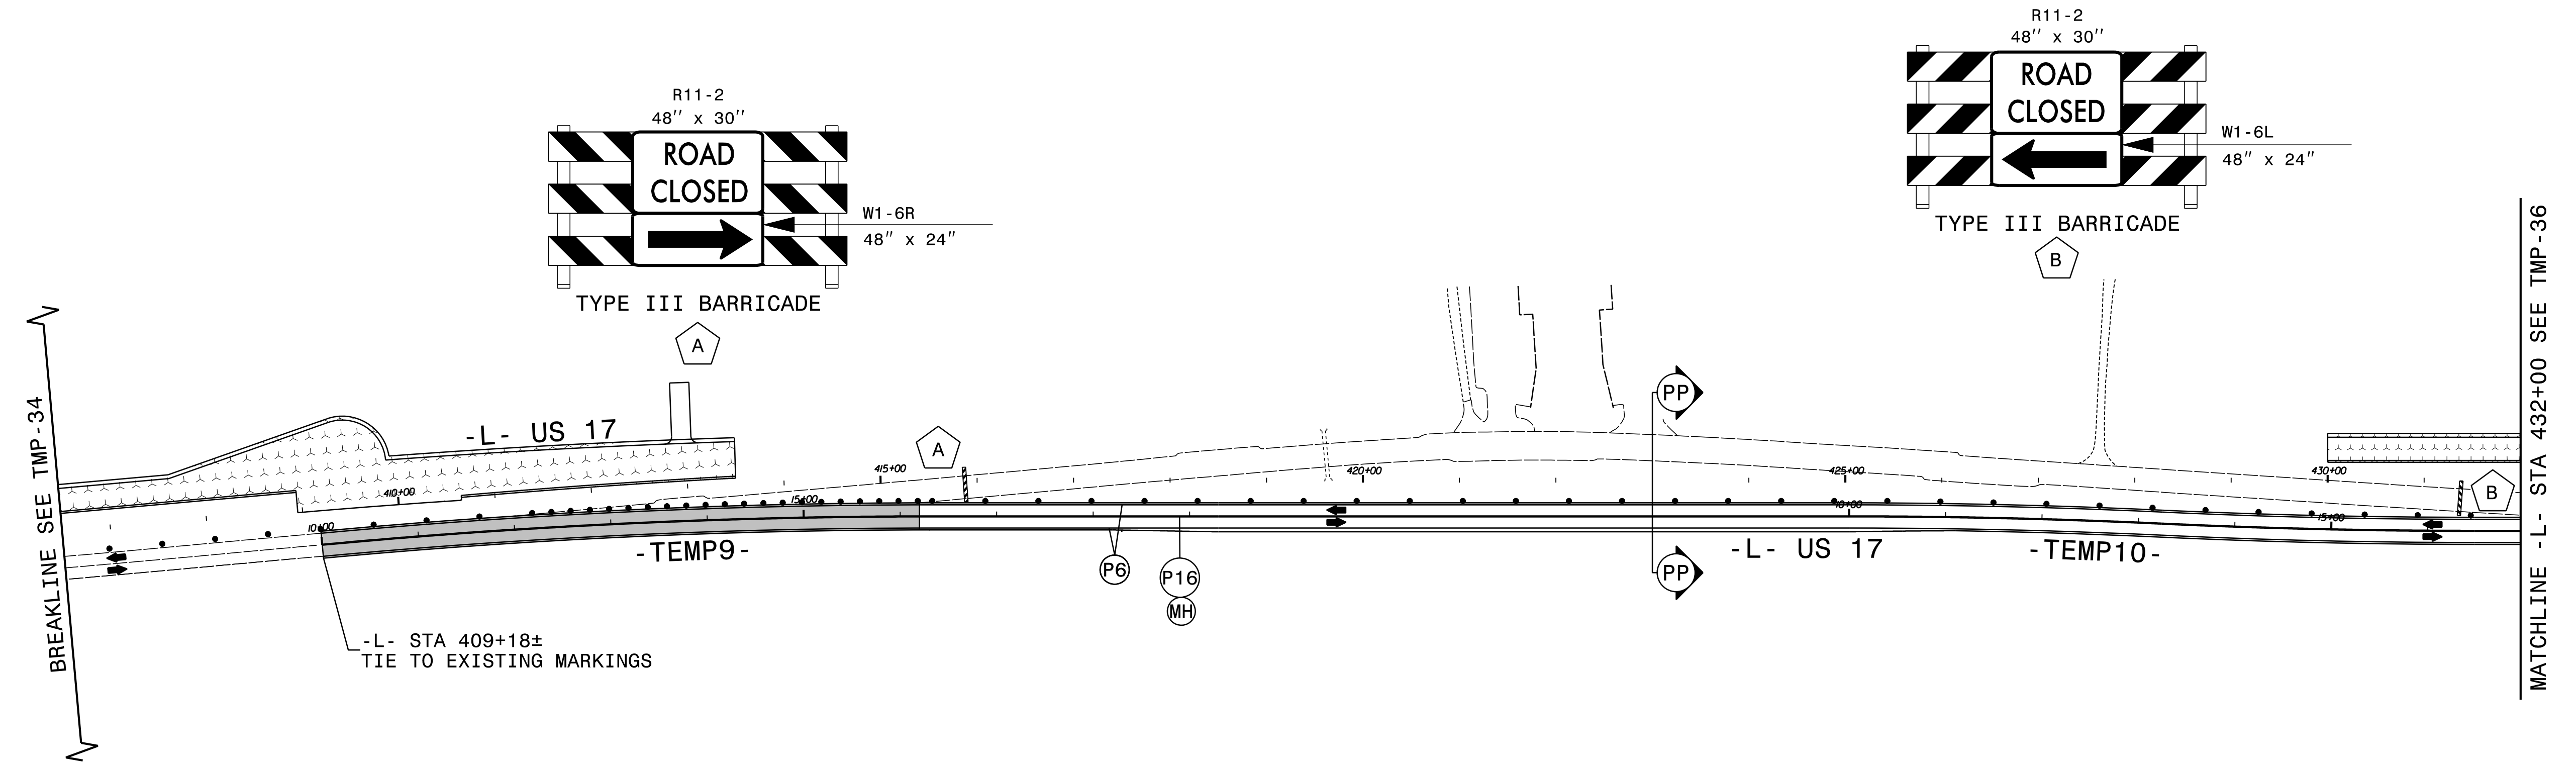 R11-2
48" x 30"
ROAD
CLOSED
W1-6R
48" x 24"
TYPE III BARRICADE
A
R11-2
48" x 30"
ROAD
CLOSED
W1-6L
48" x 24"
TYPE III BARRICADE
B
BREAKLINE SEE TMP-34
MATCHLINE -L- STA 432+00 SEE TMP-36
-L- US 17
A
PP
415+00
420+00
425+00
430+00
410+00
B
15+00
10+00
10+00
15+00
-TEMP9-
-L- US 17
-TEMP10-
P6
P16
PP
MH
-L- STA 409+18±
TIE TO EXISTING MARKINGS